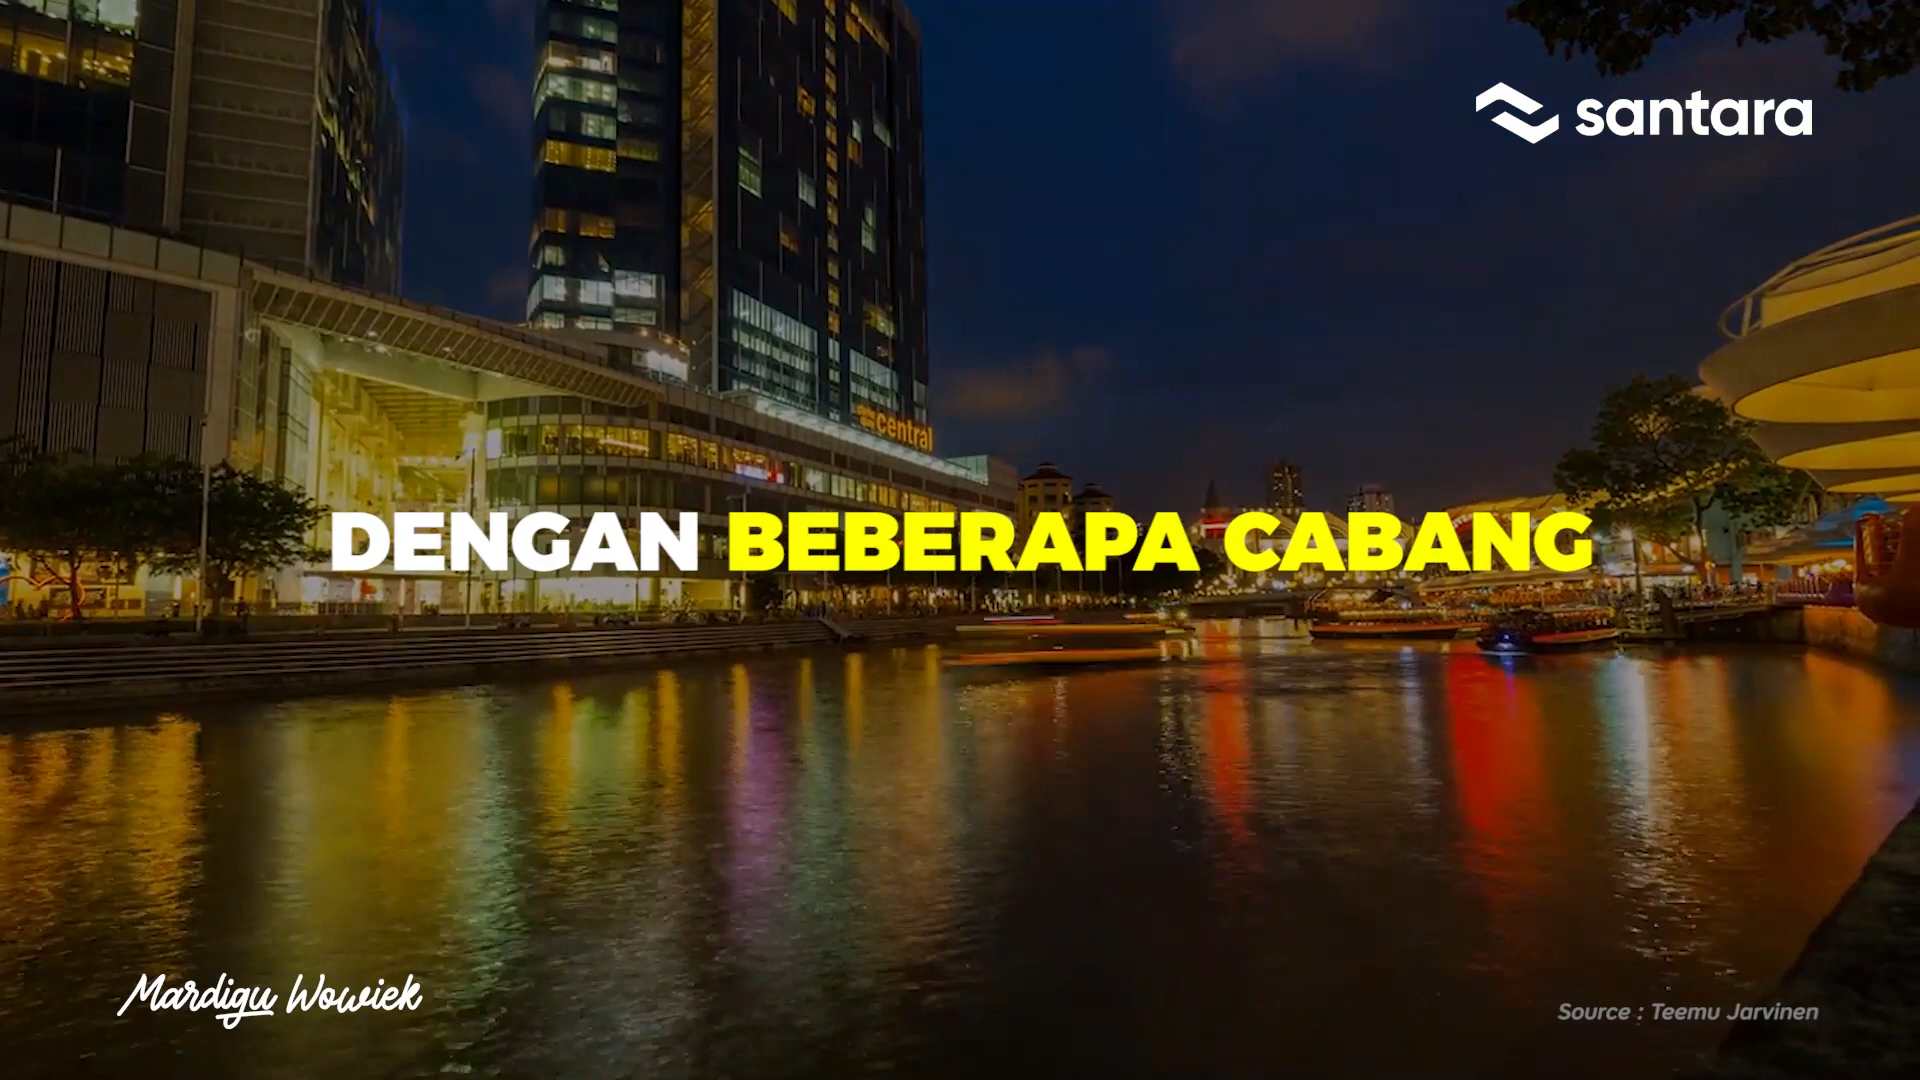 santara
central
DENGAN BEBERAPA CABANG
Mardigu Wowiek
Source : Teemu Jarvinen